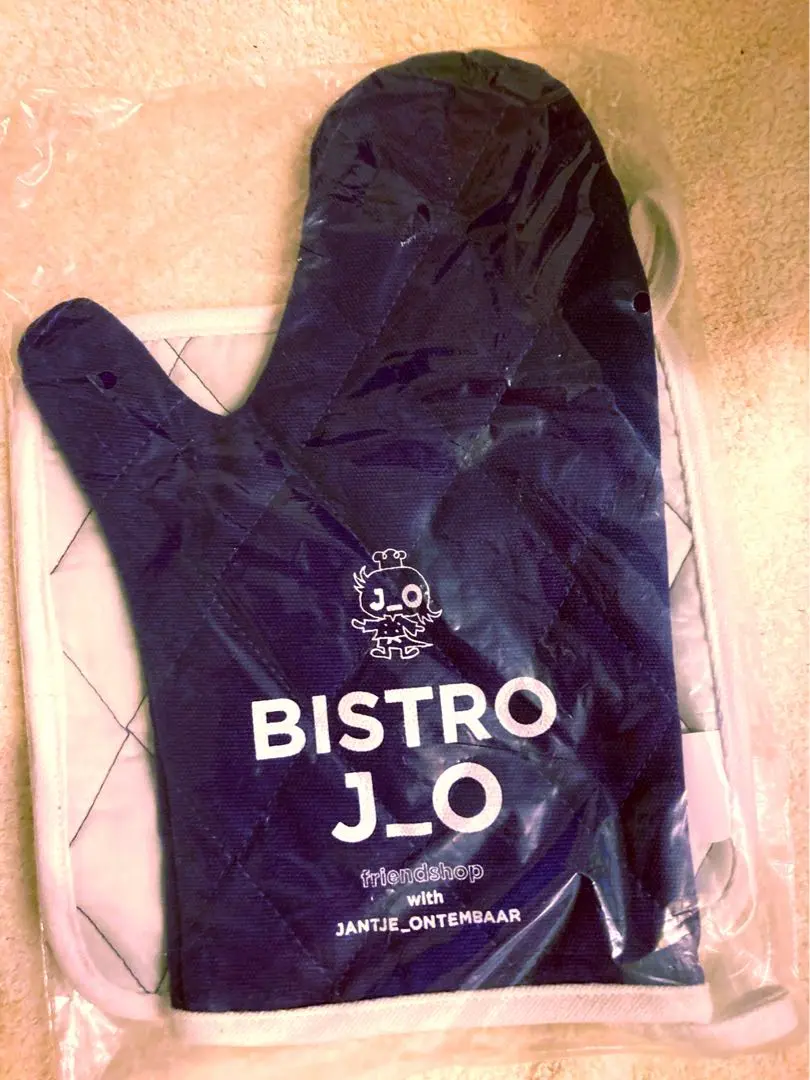 J_O
BISTRO
J_O
friendshop
with
JANTJE_ONTEMBAAR